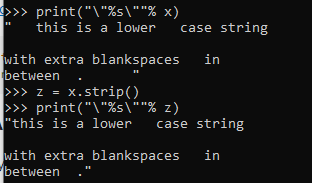 >>> print("\"%s\""% x)
"   this is a lower   case string

with extra blankspaces   in
between  .       "
>>> z = x.strip()
>>> print("\"%s\""% z)
"this is a lower   case string

with extra blankspaces   in
between  ."